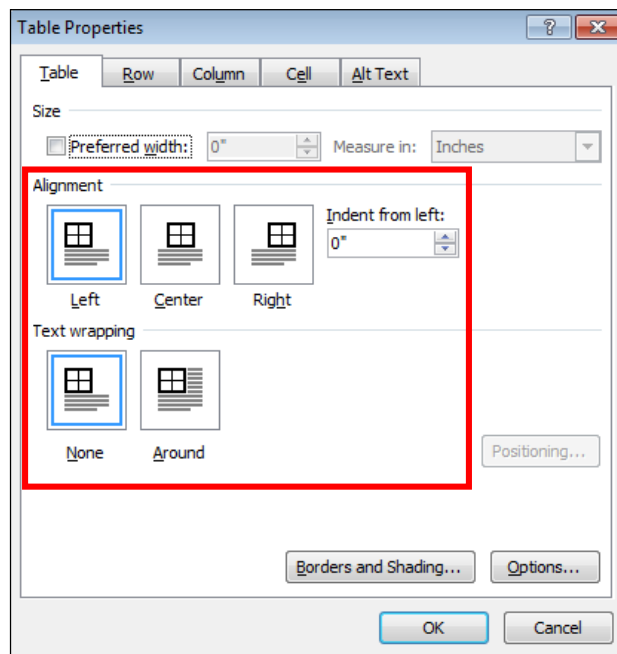 Table Properties
Table Row Column Cell Alt Text
Size
Preferred width: 0" Measure in: Inches
Alignment
Indent from left:
0"
Left Center Right
Text wrapping
None Around
Positioning...
Borders and Shading... Options...
OK Cancel